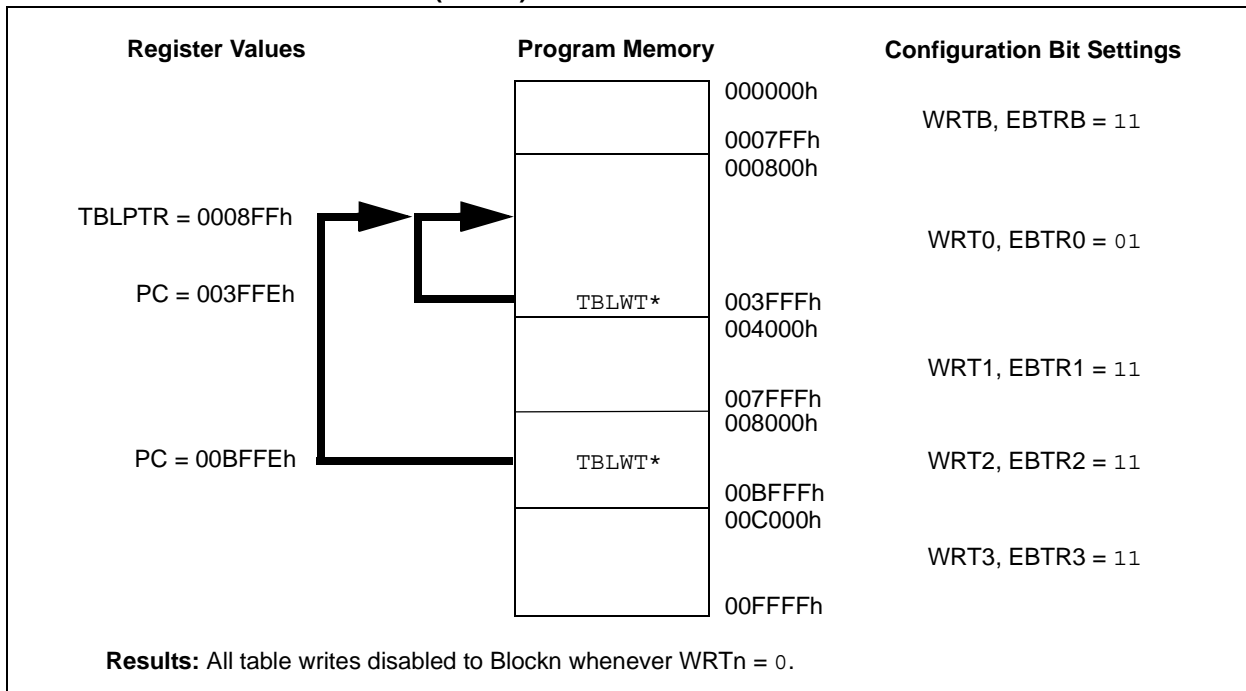 Register Values Program Memory Configuration Bit Settings
000000h
WRTB, EBTRB = 11
0007FFh
000800h
TBLPTR = 0008FFh
WRT0, EBTR0 = 01
PC = 003FFEh TBLWT* 003FFFh
004000h
WRT1, EBTR1 = 11
007FFFh
008000h
PC = 00BFFEh TBLWT* WRT2, EBTR2 = 11
00BFFFh
00C000h
WRT3, EBTR3 = 11
00FFFFh
Results: All table writes disabled to Blockn whenever WRTn = 0.